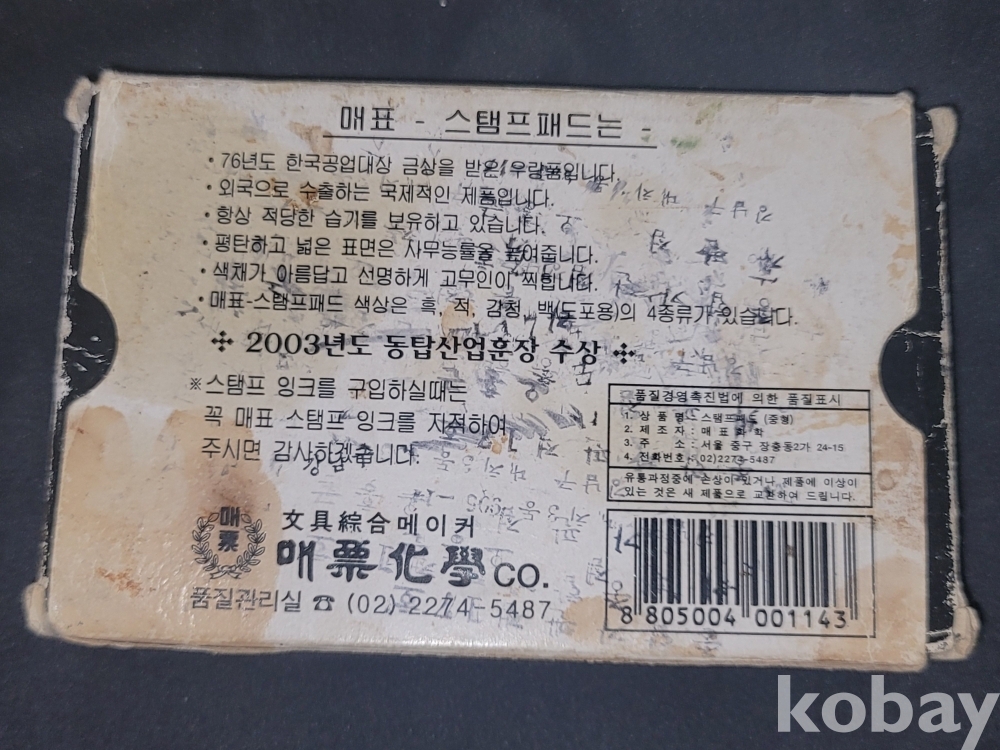 매표 - 스탬프패드는 -
• 76년도 한국공업대장 금상을 받은 우량품입니다.
• 외국으로 수출하는 국제적인 제품입니다.
• 항상 적당한 습기를 보유하고 있습니다.
• 평탄하고 넓은 표면은 사무능률을 높여줍니다.
• 색채가 아름답고 선명하게 고무인이 찍힙니다.
• 매표-스탬프패드 색상은 흑, 적, 감청, 백(도포용)의 4종류가 있습니다.
2003년도 동탑산업훈장 수상
※ 스탬프 잉크를 구입하실때는
꼭 매표 스탬프 잉크를 지적하여
주시면 감사하겠습니다.
품질경영촉진법에 의한 품질표시
1. 상 품 명 : 스탬프패드 (중형)
2. 제 조 자 : 매 표 화 학
3. 주 소 : 서울 중구 장충동2가 24-15
4. 전화번호 : (02)2274-5487
유통과정중에 손상이 있거나 제품에 이상이
있는 것은 새 제품으로 교환하여 드립니다.
매票
文具綜合메이커
매票化學 CO.
품질관리실 ☎ (02) 2274-5487
8 805004 001143
강남구 대치
kobay